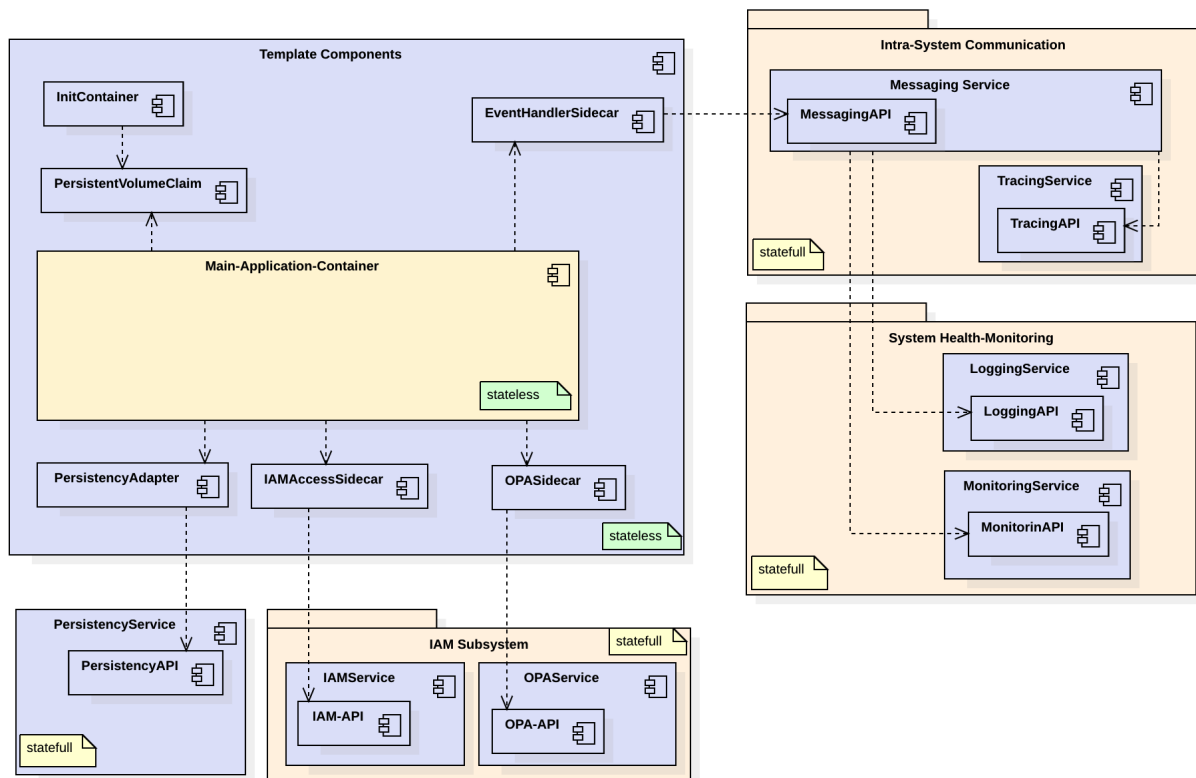 Template Components
InitContainer
EventHandlerSidecar
PersistentVolumeClaim
Main-Application-Container
stateless
PersistencyAdapter
IAMAccessSidecar
OPASidecar
stateless
Intra-System Communication
Messaging Service
MessagingAPI
TracingService
TracingAPI
statefull
System Health-Monitoring
LoggingService
LoggingAPI
MonitoringService
MonitorinAPI
statefull
PersistencyService
PersistencyAPI
statefull
IAM Subsystem
statefull
IAMService
IAM-API
OPAService
OPA-API